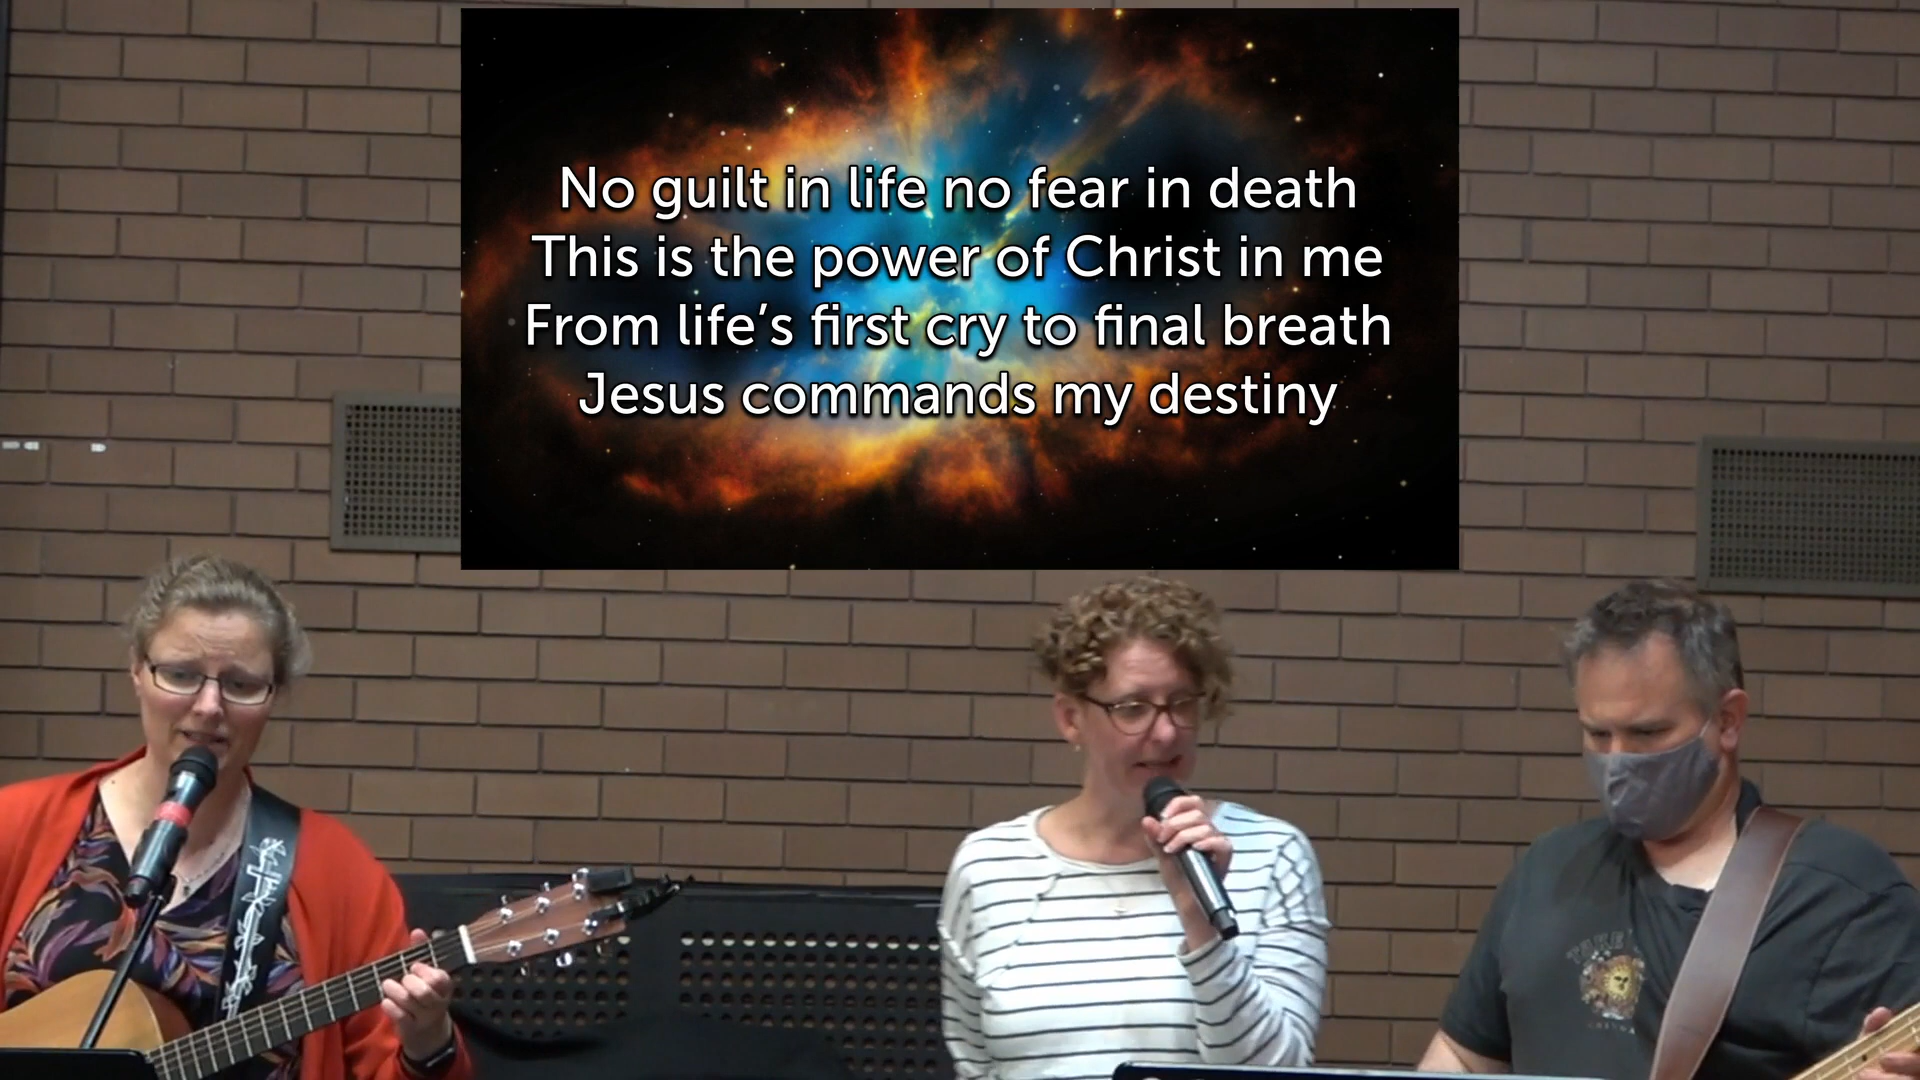 No guilt in life no fear in death
This is the power of Christ in me
From life's first cry to final breath
Jesus commands my destiny